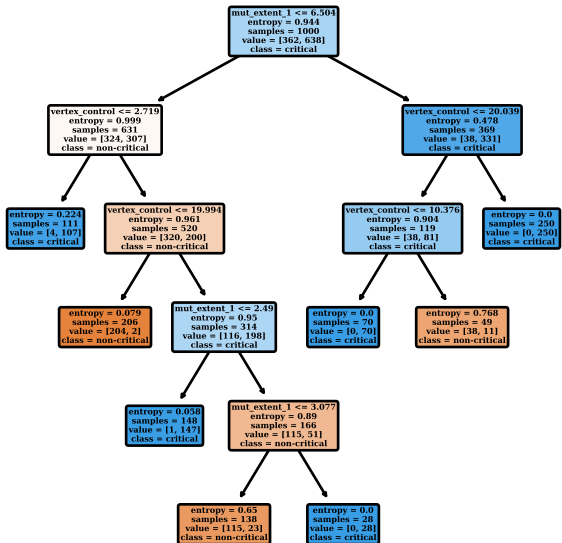 mut_extent_1 <= 6.504
entropy = 0.944
samples = 1000
value = [362, 638]
class = critical
vertex_control <= 2.719
entropy = 0.999
samples = 631
value = [324, 307]
class = non-critical
vertex_control <= 20.039
entropy = 0.478
samples = 369
value = [38, 331]
class = critical
entropy = 0.224
samples = 111
value = [4, 107]
class = critical
vertex_control <= 19.994
entropy = 0.961
samples = 520
value = [320, 200]
class = non-critical
vertex_control <= 10.376
entropy = 0.904
samples = 119
value = [38, 81]
class = critical
entropy = 0.0
samples = 250
value = [0, 250]
class = critical
entropy = 0.079
samples = 206
value = [204, 2]
class = non-critical
mut_extent_1 <= 2.49
entropy = 0.95
samples = 314
value = [116, 198]
class = critical
entropy = 0.0
samples = 70
value = [0, 70]
class = critical
entropy = 0.768
samples = 49
value = [38, 11]
class = non-critical
entropy = 0.058
samples = 148
value = [1, 147]
class = critical
mut_extent_1 <= 3.077
entropy = 0.89
samples = 166
value = [115, 51]
class = non-critical
entropy = 0.65
samples = 138
value = [115, 23]
class = non-critical
entropy = 0.0
samples = 28
value = [0, 28]
class = critical